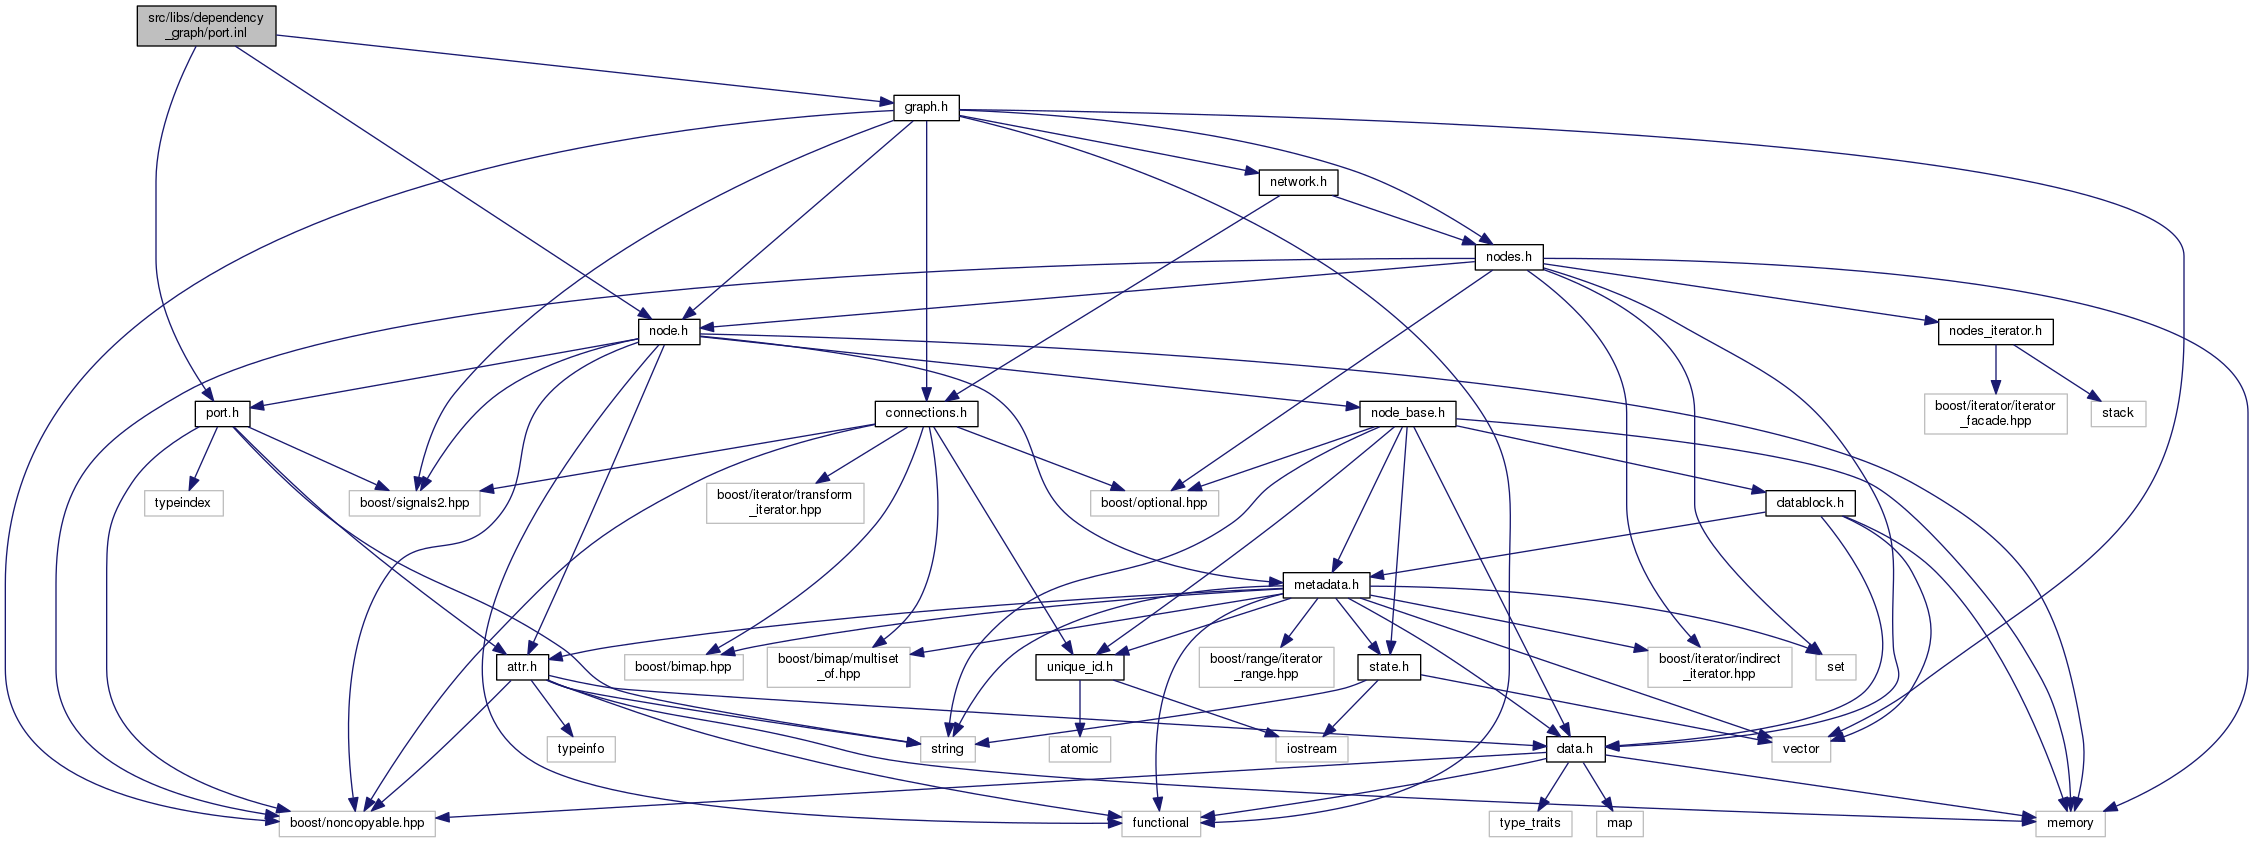 src/libs/dependency
_graph/port.inl
graph.h
network.h
nodes.h
node.h
nodes_iterator.h
port.h
connections.h
node_base.h
boost/iterator/iterator
_facade.hpp
stack
typeindex
boost/signals2.hpp
boost/iterator/transform
_iterator.hpp
boost/optional.hpp
datablock.h
metadata.h
attr.h
boost/bimap.hpp
boost/bimap/multiset
_of.hpp
unique_id.h
boost/range/iterator
_range.hpp
state.h
boost/iterator/indirect
_iterator.hpp
set
typeinfo
string
atomic
iostream
data.h
vector
boost/noncopyable.hpp
functional
type_traits
map
memory